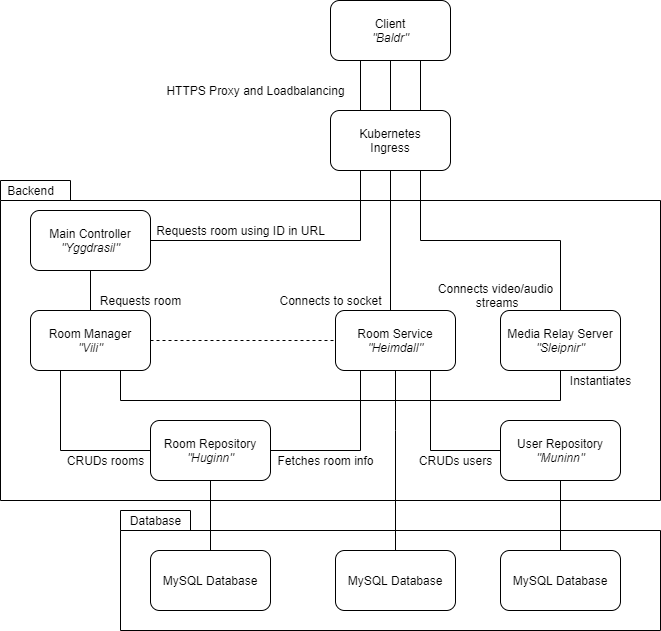 Client
"Baldr"
HTTPS Proxy and Loadbalancing
Kubernetes
Ingress
Backend
Main Controller
"Yggdrasil"
Requests room using ID in URL
Requests room
Connects to socket
Connects video/audio
streams
Room Manager
"Vili"
Room Service
"Heimdall"
Media Relay Server
"Sleipnir"
Instantiates
Room Repository
"Huginn"
User Repository
"Muninn"
CRUDs rooms
Fetches room info
CRUDs users
Database
MySQL Database
MySQL Database
MySQL Database